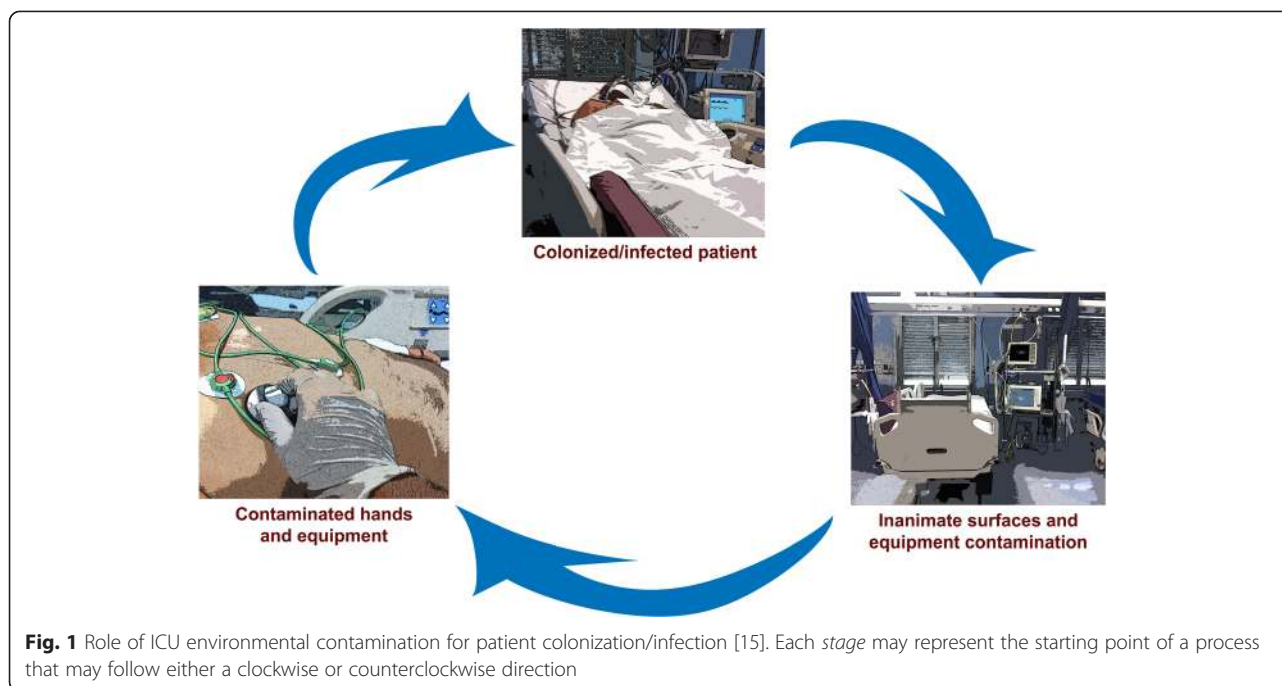 Colonized/infected patient
Contaminated hands
and equipment
Inanimate surfaces and
equipment contamination
Fig. 1 Role of ICU environmental contamination for patient colonization/infection [15]. Each stage may represent the starting point of a process
that may follow either a clockwise or counterclockwise direction